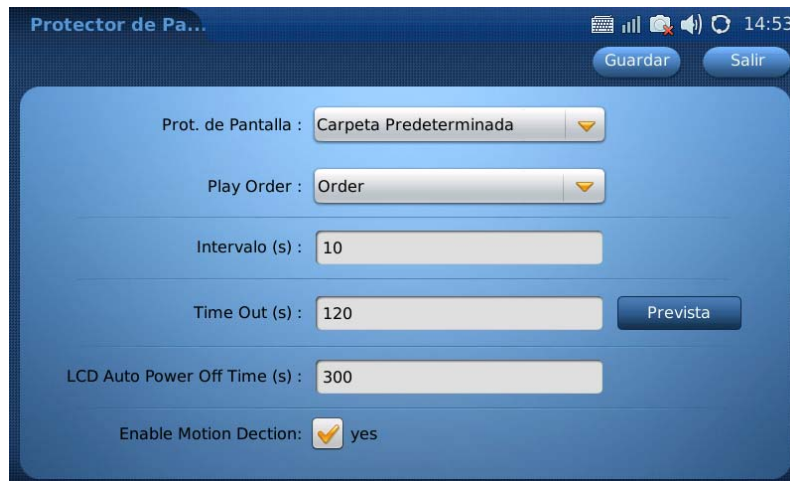 Protector de Pa... 14:53
Guardar Salir
Prot. de Pantalla : Carpeta Predeterminada
Play Order : Order
Intervalo (s) : 10
Time Out (s) : 120 Prevista
LCD Auto Power Off Time (s) : 300
Enable Motion Dection: yes